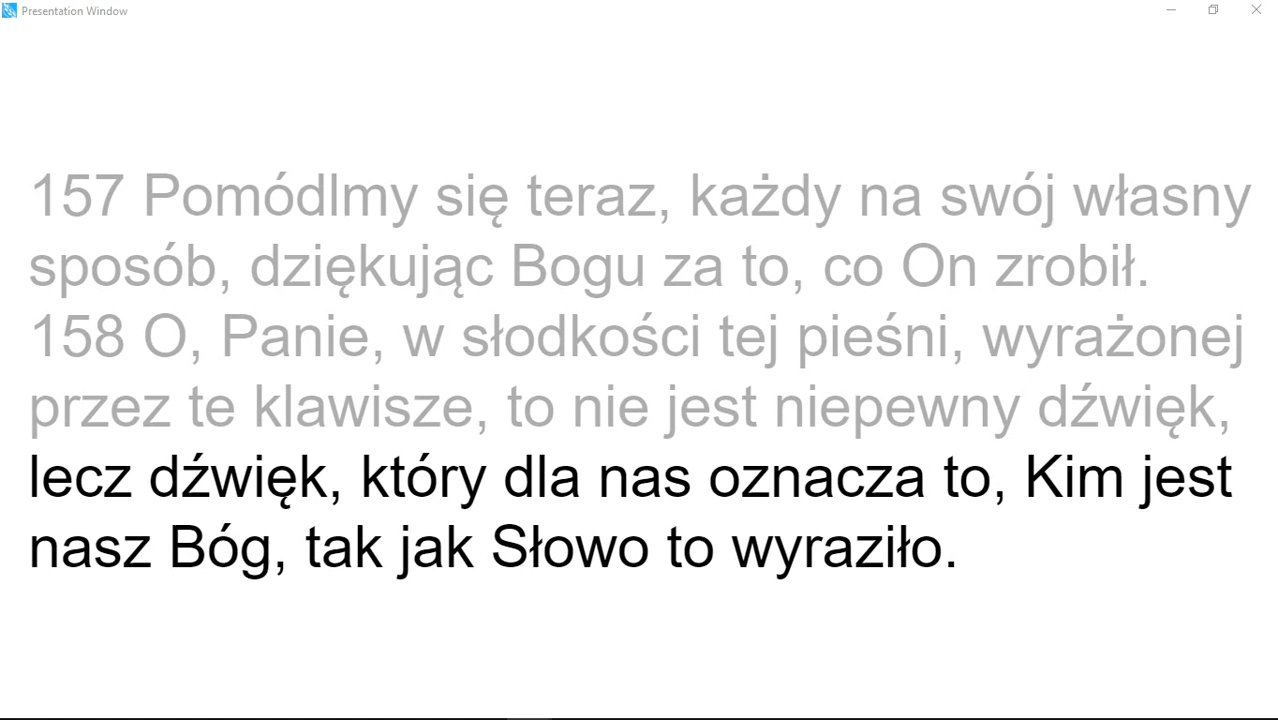 Presentation Window
157 Pomódlmy się teraz, każdy na swój własny
sposób, dziękując Bogu za to, co On zrobił.
158 O, Panie, w słodkości tej pieśni, wyrażonej
przez te klawisze, to nie jest niepewny dźwięk,
lecz dźwięk, który dla nas oznacza to, Kim jest
nasz Bóg, tak jak Słowo to wyraziło.